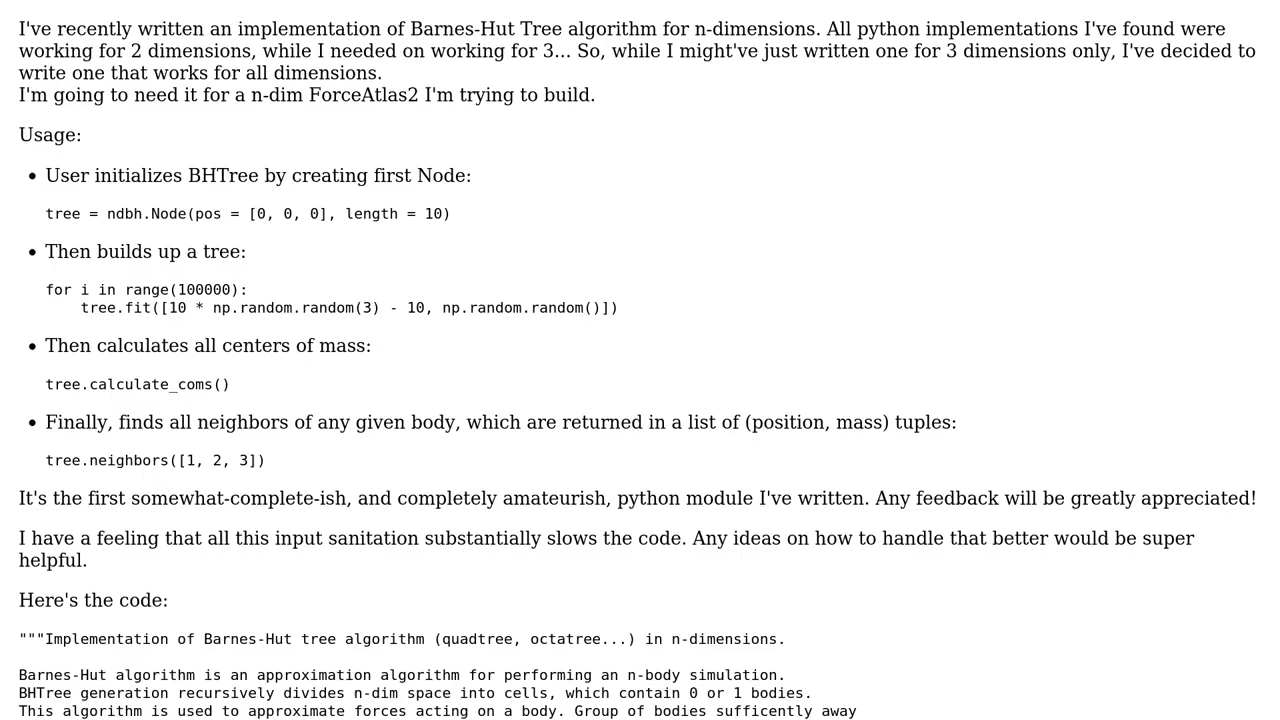 I've recently written an implementation of Barnes-Hut Tree algorithm for n-dimensions. All python implementations I've found were
working for 2 dimensions, while I needed on working for 3... So, while I might've just written one for 3 dimensions only, I've decided to
write one that works for all dimensions.
I'm going to need it for a n-dim ForceAtlas2 I'm trying to build.
Usage:
• User initializes BHTree by creating first Node:
tree = ndbh.Node(pos = [0, 0, 0], length = 10)
• Then builds up a tree:
for i in range(100000):
    tree.fit([10 * np.random.random(3) - 10, np.random.random()])
• Then calculates all centers of mass:
tree.calculate_coms()
• Finally, finds all neighbors of any given body, which are returned in a list of (position, mass) tuples:
tree.neighbors([1, 2, 3])
It's the first somewhat-complete-ish, and completely amateurish, python module I've written. Any feedback will be greatly appreciated!
I have a feeling that all this input sanitation substantially slows the code. Any ideas on how to handle that better would be super
helpful.
Here's the code:
"""Implementation of Barnes-Hut tree algorithm (quadtree, octatree...) in n-dimensions.
Barnes-Hut algorithm is an approximation algorithm for performing an n-body simulation.
BHTree generation recursively divides n-dim space into cells, which contain 0 or 1 bodies.
This algorithm is used to approximate forces acting on a body. Group of bodies sufficently away